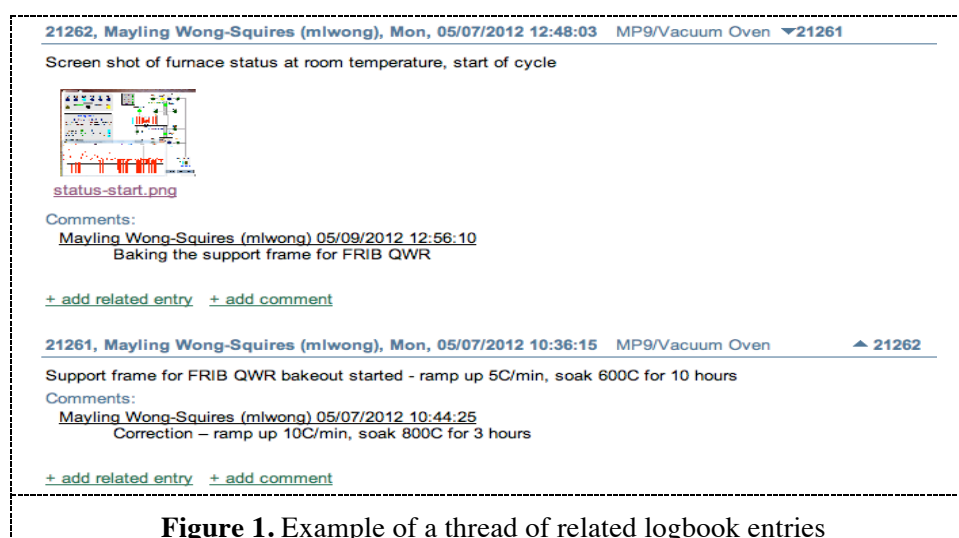 21262, Mayling Wong-Squires (mlwong), Mon, 05/07/2012 12:48:03 MP9/Vacuum Oven ▼21261
Screen shot of furnace status at room temperature, start of cycle
status-start.png
Comments:
Mayling Wong-Squires (mlwong) 05/09/2012 12:56:10
Baking the support frame for FRIB QWR
+ add related entry + add comment
21261, Mayling Wong-Squires (mlwong), Mon, 05/07/2012 10:36:15 MP9/Vacuum Oven ▲ 21262
Support frame for FRIB QWR bakeout started - ramp up 5C/min, soak 600C for 10 hours
Comments:
Mayling Wong-Squires (mlwong) 05/07/2012 10:44:25
Correction – ramp up 10C/min, soak 800C for 3 hours
+ add related entry + add comment
Figure 1. Example of a thread of related logbook entries